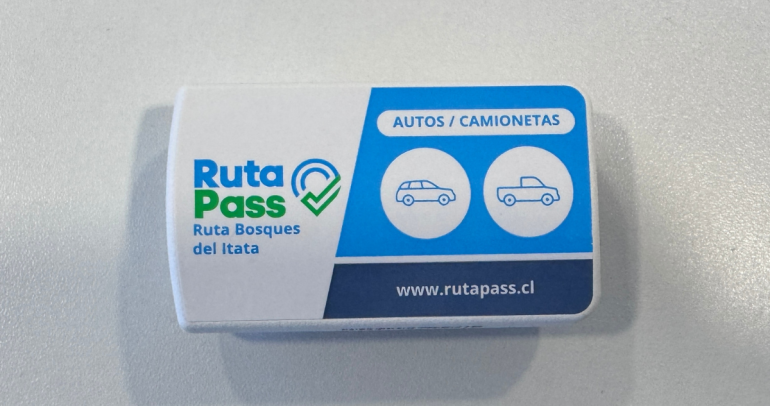 Ruta
Pass
Ruta Bosques
del Itata
AUTOS / CAMIONETAS
www.rutapass.cl